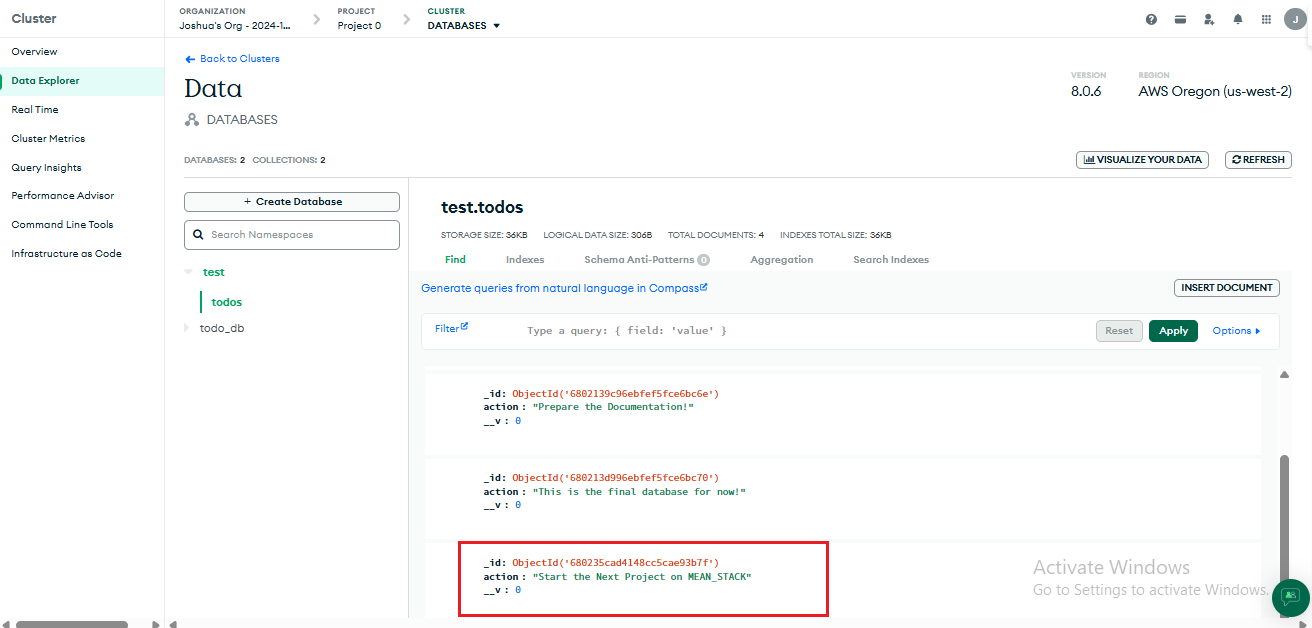 Cluster
ORGANIZATION
Joshua's Org - 2024-1...
PROJECT
Project 0
CLUSTER
DATABASES
J
Overview
Data Explorer
Real Time
Cluster Metrics
Query Insights
Performance Advisor
Command Line Tools
Infrastructure as Code
Back to Clusters
Data
DATABASES
VERSION
8.0.6
REGION
AWS Oregon (us-west-2)
DATABASES: 2 COLLECTIONS: 2
VISUALIZE YOUR DATA
REFRESH
+ Create Database
Search Namespaces
test
todos
todo_db
test.todos
STORAGE SIZE: 36KB LOGICAL DATA SIZE: 306B TOTAL DOCUMENTS: 4 INDEXES TOTAL SIZE: 36KB
Find Indexes Schema Anti-Patterns 0 Aggregation Search Indexes
Generate queries from natural language in Compass
INSERT DOCUMENT
Filter
Type a query: { field: 'value' }
Reset
Apply
Options
_id: ObjectId('6802139c96ebfef5fce6bc6e')
action: "Prepare the Documentation!"
__v: 0
_id: ObjectId('680213d996ebfef5fce6bc70')
action: "This is the final database for now!"
__v: 0
_id: ObjectId('680235cad4148cc5cae93b7f')
action: "Start the Next Project on MEAN_STACK"
__v: 0
Activate Windows
Go to Settings to activate Windows.